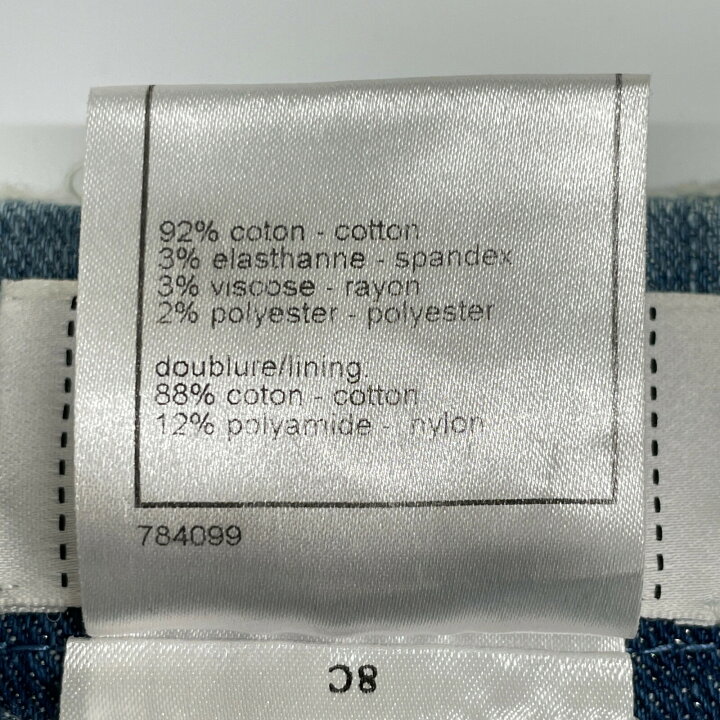 92% coton - cotton
3% elasthanne - spandex
3% viscose - rayon
2% polyester - polyester
doublure/lining.
88% coton - cotton
12% polyamide - nylon
784099
8C